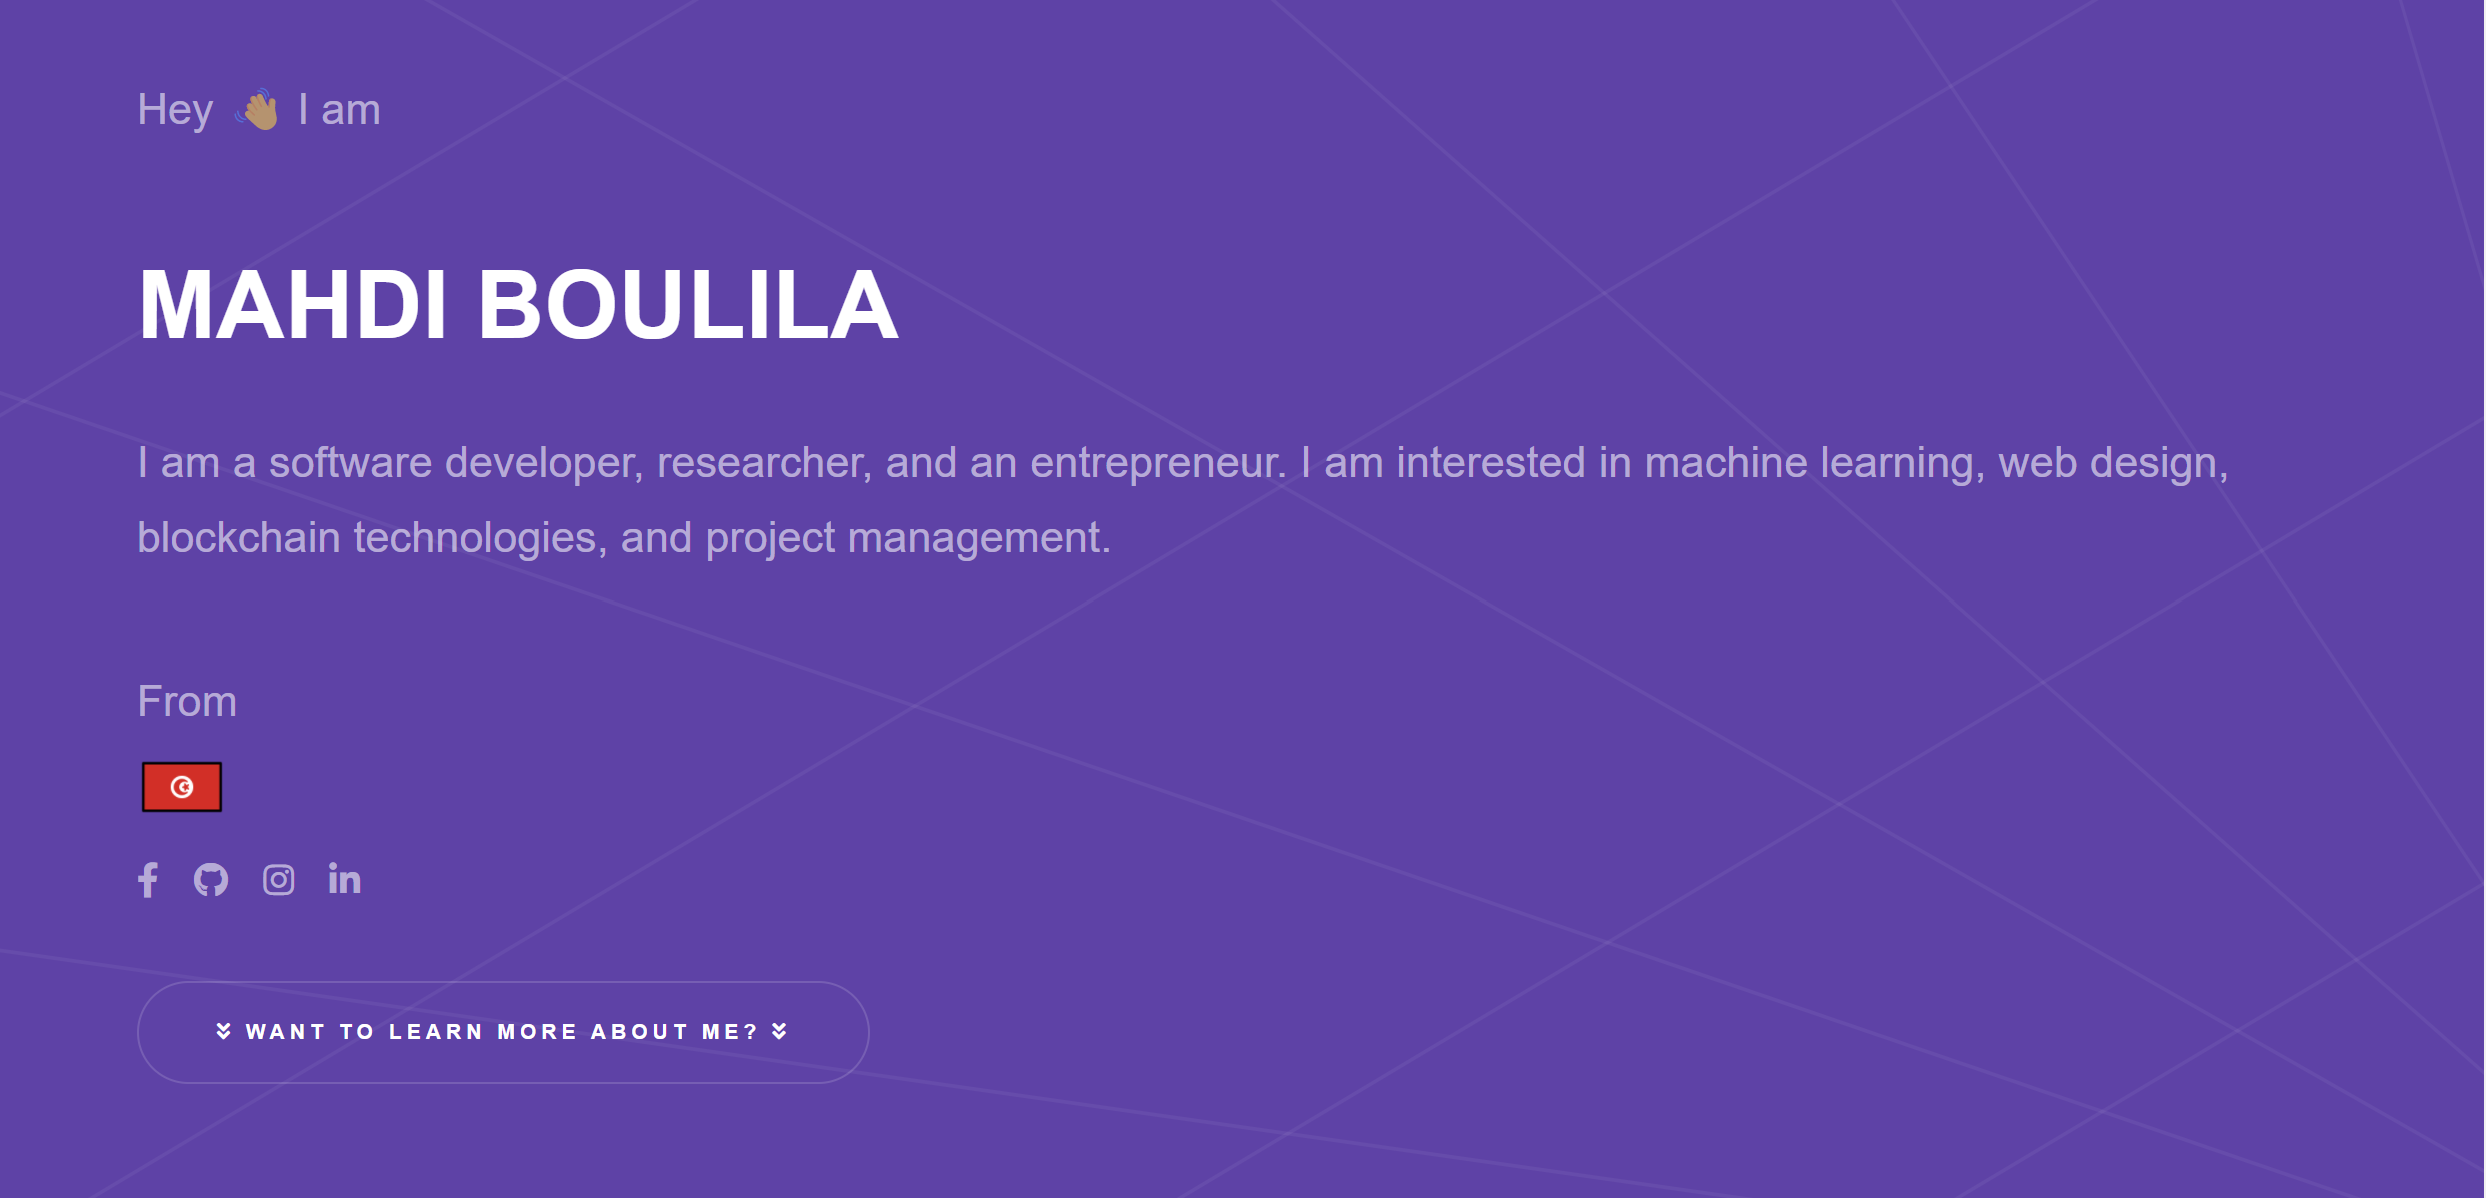 Hey 👋🏽 I am
MAHDI BOULILA
I am a software developer, researcher, and an entrepreneur. I am interested in machine learning, web design,
blockchain technologies, and project management.
From
WANT TO LEARN MORE ABOUT ME?